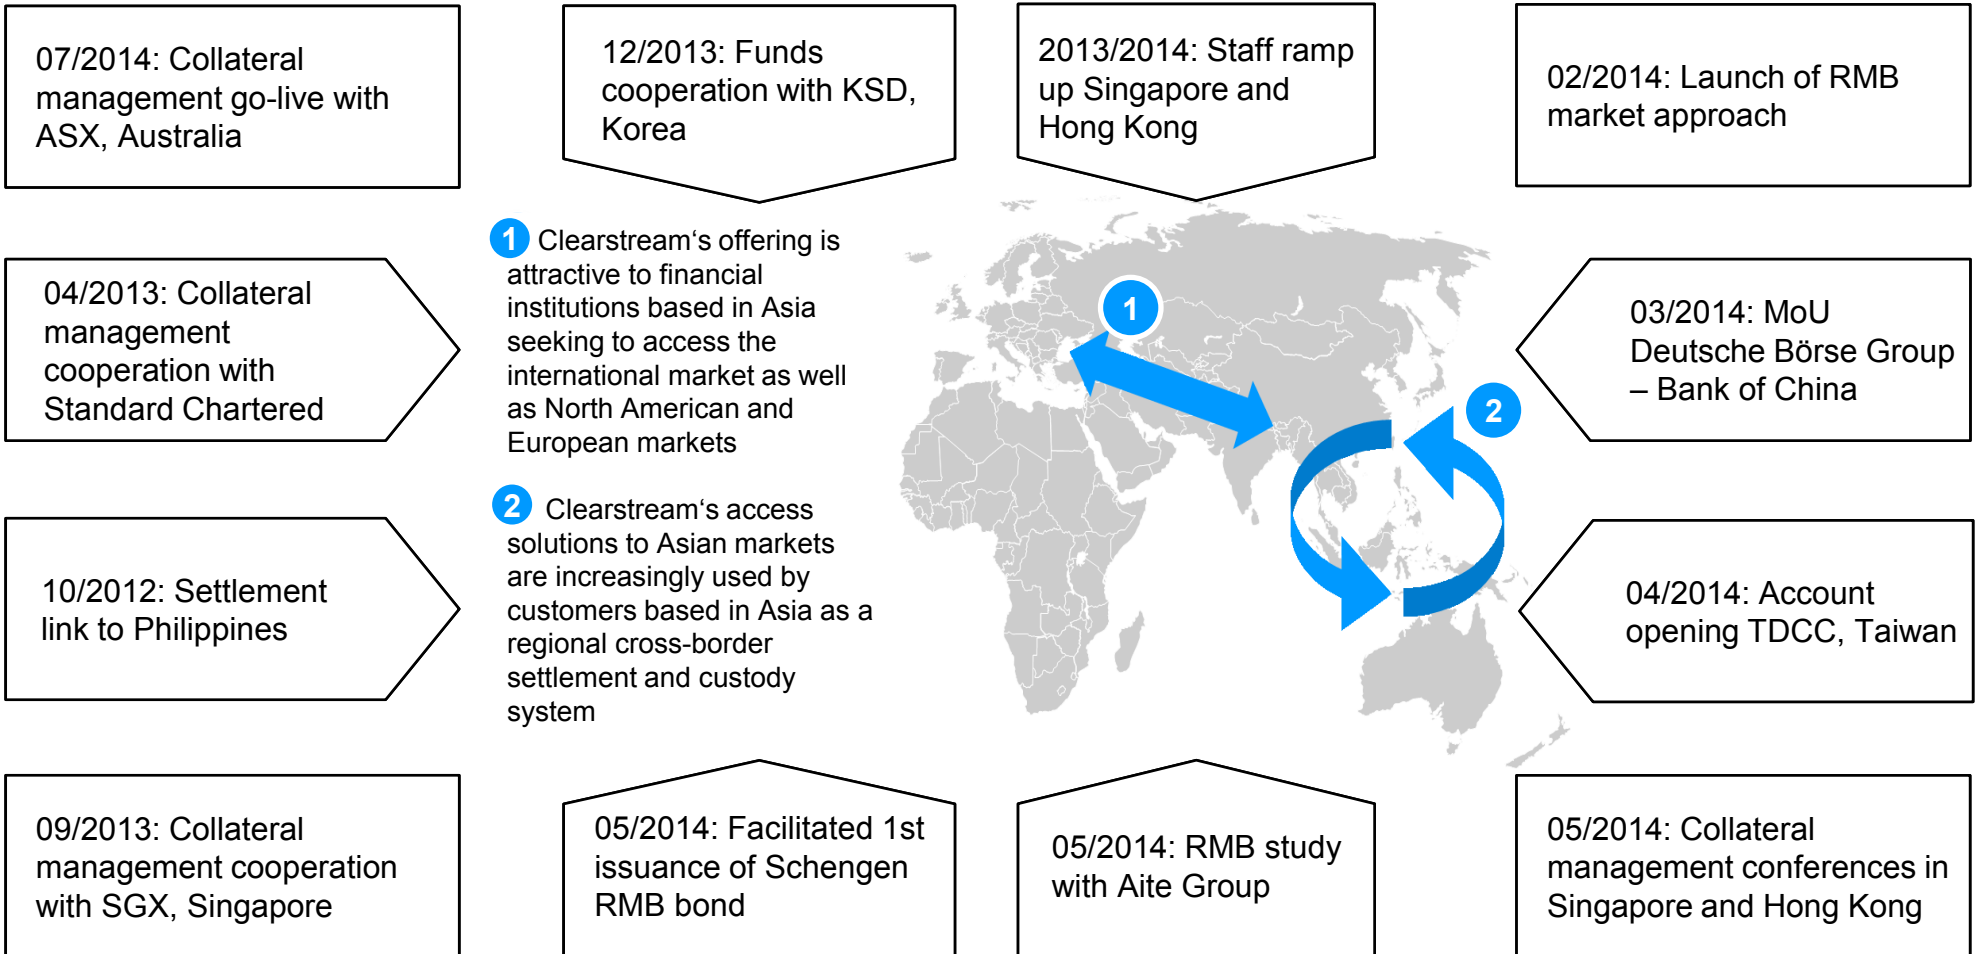 07/2014: Collateral
management go-live with
ASX, Australia
12/2013: Funds
cooperation with KSD,
Korea
2013/2014: Staff ramp
up Singapore and
Hong Kong
02/2014: Launch of RMB
market approach
04/2013: Collateral
management
cooperation with
Standard Chartered
1 Clearstream‘s offering is
attractive to financial
institutions based in Asia
seeking to access the
international market as well
as North American and
European markets
1
03/2014: MoU
Deutsche Börse Group
– Bank of China
2
10/2012: Settlement
link to Philippines
2 Clearstream‘s access
solutions to Asian markets
are increasingly used by
customers based in Asia as a
regional cross-border
settlement and custody
system
04/2014: Account
opening TDCC, Taiwan
09/2013: Collateral
management cooperation
with SGX, Singapore
05/2014: Facilitated 1st
issuance of Schengen
RMB bond
05/2014: RMB study
with Aite Group
05/2014: Collateral
management conferences in
Singapore and Hong Kong